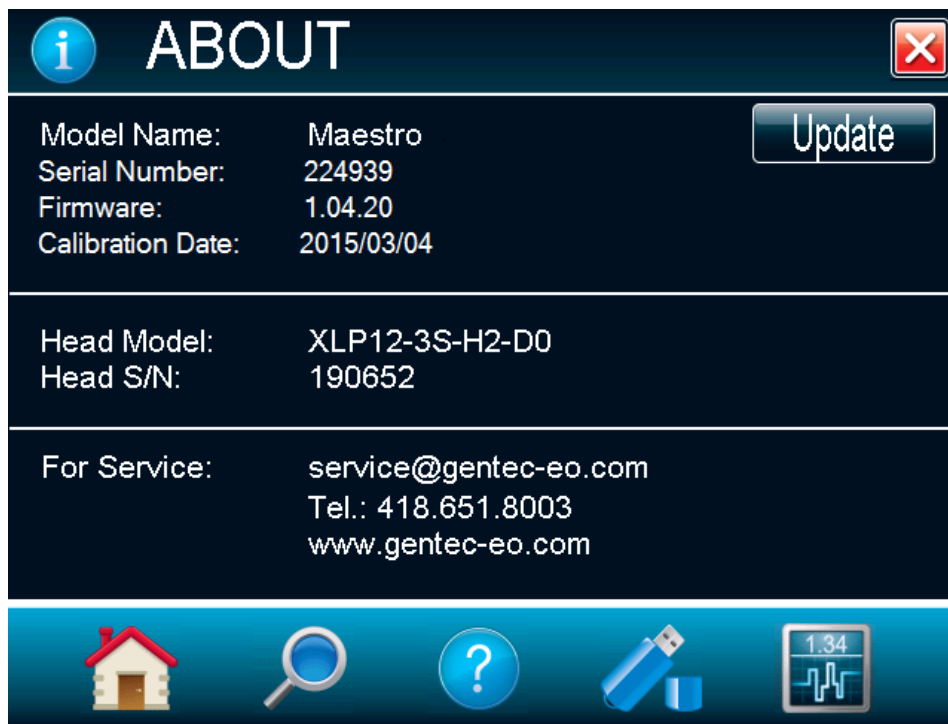 ABOUT
Update
Model Name: Maestro
Serial Number: 224939
Firmware: 1.04.20
Calibration Date: 2015/03/04
Head Model: XLP12-3S-H2-D0
Head S/N: 190652
For Service: service@gentec-eo.com
Tel.: 418.651.8003
www.gentec-eo.com
1.34